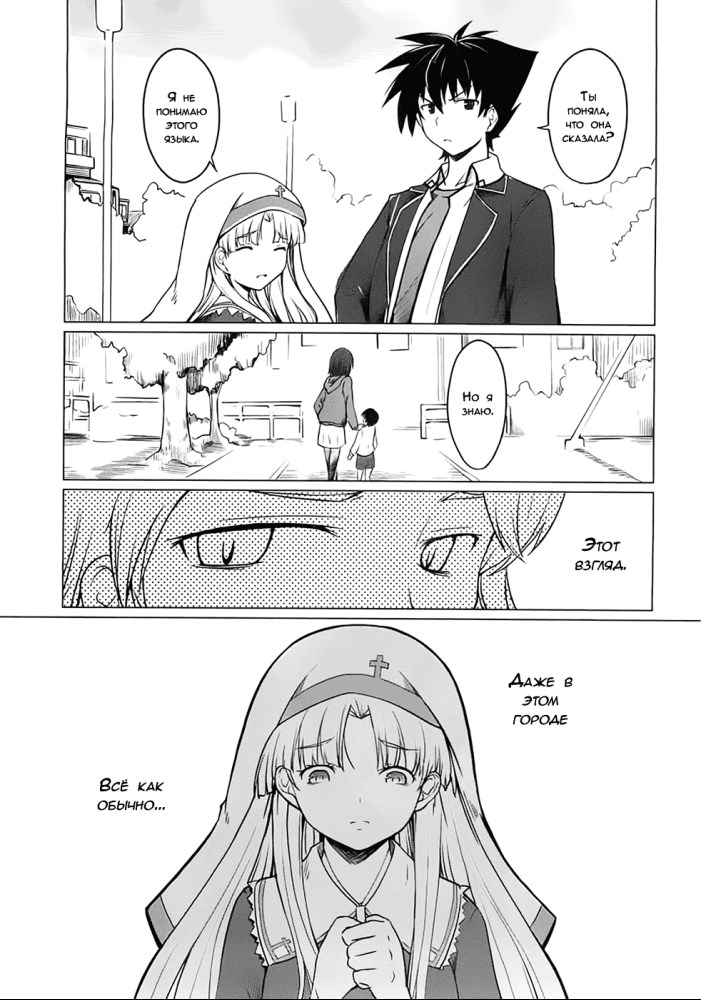 Ты
поняла,
что она
сказала?
Я не
понимаю
этого
языка.
Но я
знаю.
Этот
взгляд.
Даже в
этом
городе
Всё как
обычно...